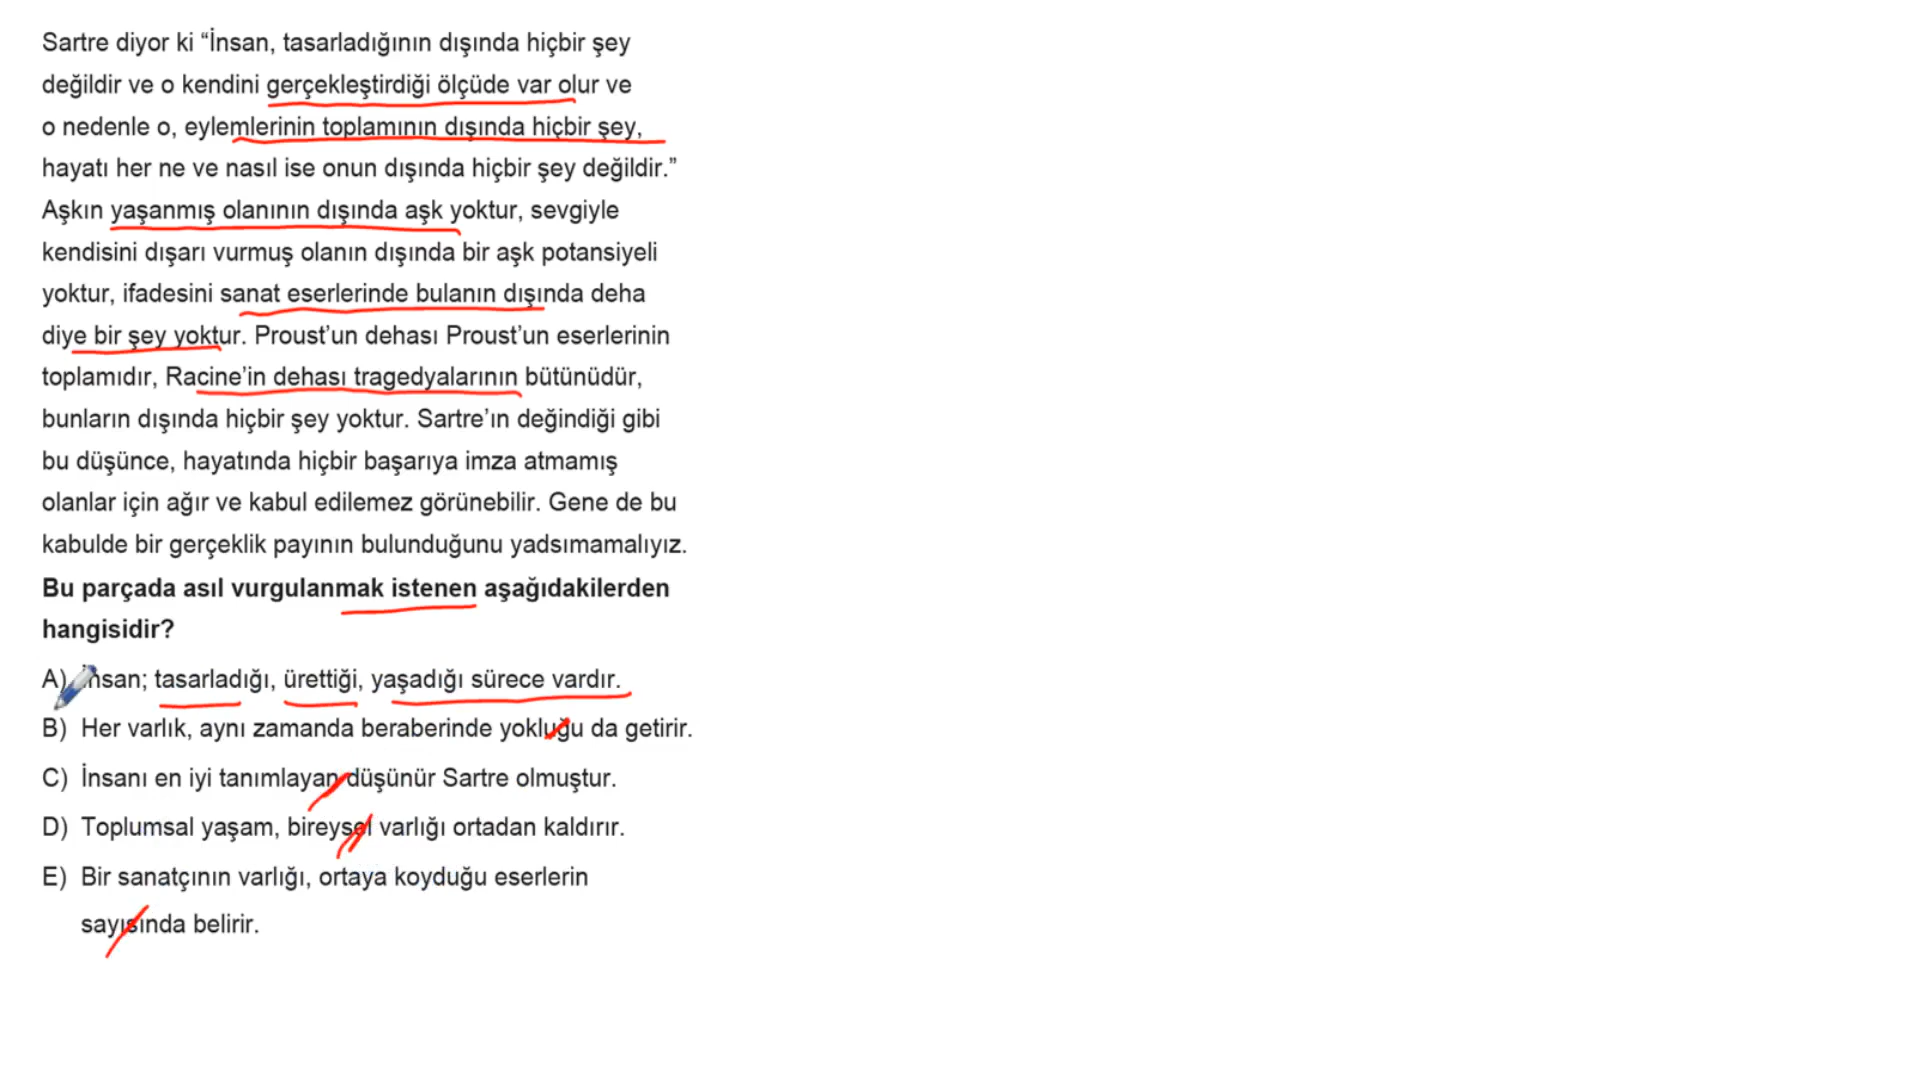 Sartre diyor ki “İnsan, tasarladığının dışında hiçbir şey
değildir ve o kendini gerçekleştirdiği ölçüde var olur ve
o nedenle o, eylemlerinin toplamının dışında hiçbir şey,
hayatı her ne ve nasıl ise onun dışında hiçbir şey değildir.”
Aşkın yaşanmış olanının dışında aşk yoktur, sevgiyle
kendisini dışarı vurmuş olanın dışında bir aşk potansiyeli
yoktur, ifadesini sanat eserlerinde bulanın dışında deha
diye bir şey yoktur. Proust’un dehası Proust’un eserlerinin
toplamıdır, Racine’in dehası tragedyalarının bütünüdür,
bunların dışında hiçbir şey yoktur. Sartre’ın değindiği gibi
bu düşünce, hayatında hiçbir başarıya imza atmamış
olanlar için ağır ve kabul edilemez görünebilir. Gene de bu
kabulde bir gerçeklik payının bulunduğunu yadsımamalıyız.
Bu parçada asıl vurgulanmak istenen aşağıdakilerden
hangisidir?
A) İnsan; tasarladığı, ürettiği, yaşadığı sürece vardır.
B) Her varlık, aynı zamanda beraberinde yokluğu da getirir.
C) İnsanı en iyi tanımlayan düşünür Sartre olmuştur.
D) Toplumsal yaşam, bireysel varlığı ortadan kaldırır.
E) Bir sanatçının varlığı, ortaya koyduğu eserlerin
sayısında belirir.